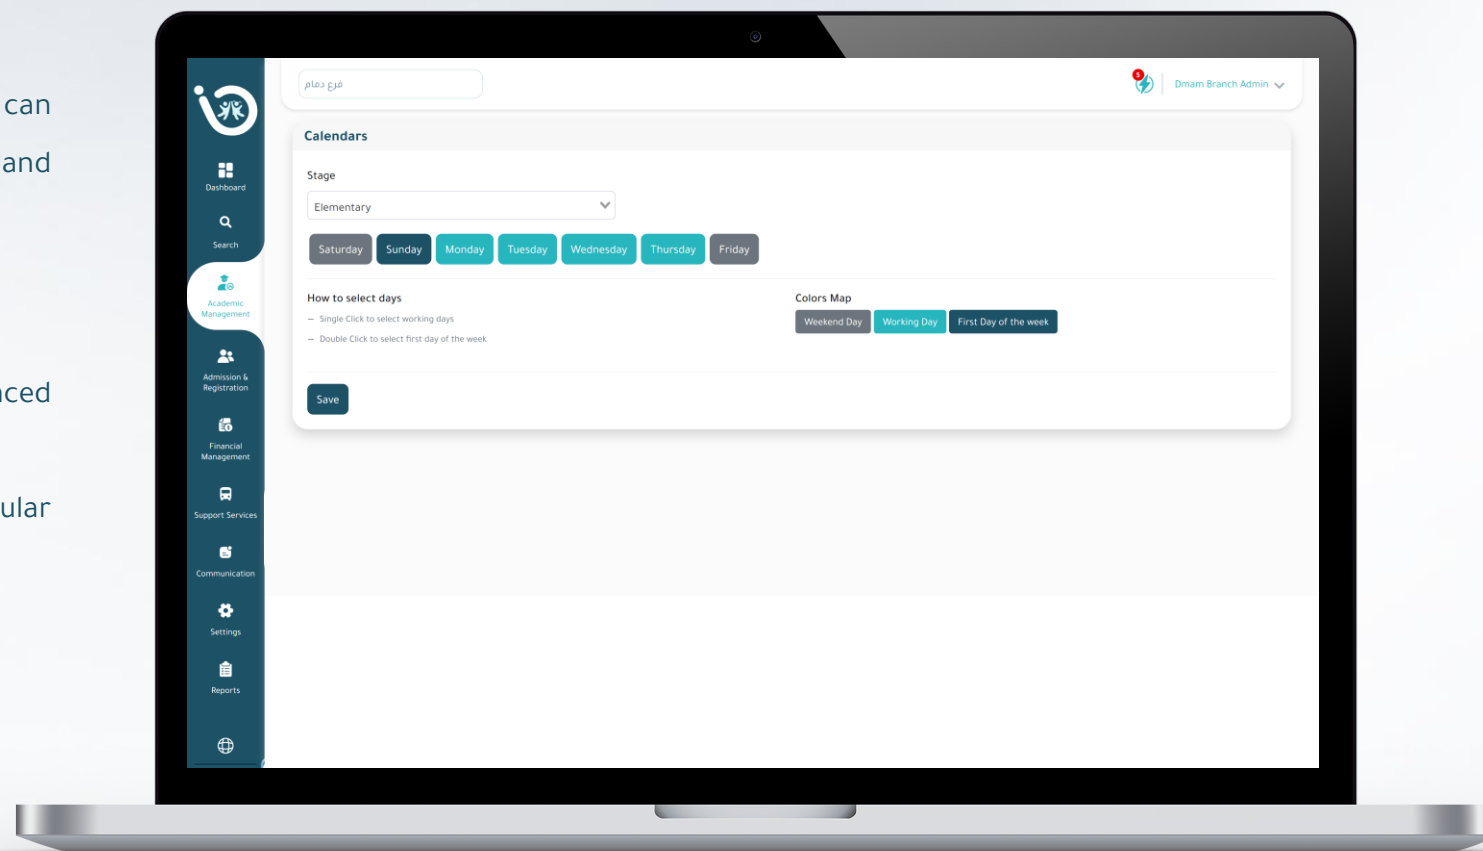 can
and
nced
ular
فرع دمام
5
Dmam Branch Admin
Dashboard
Search
Academic
Management
Admission &
Registration
Financial
Management
Support Services
Communication
Settings
Reports
Calendars
Stage
Elementary
Saturday Sunday Monday Tuesday Wednesday Thursday Friday
How to select days
— Single Click to select working days
— Double Click to select first day of the week
Colors Map
Weekend Day Working Day First Day of the week
Save